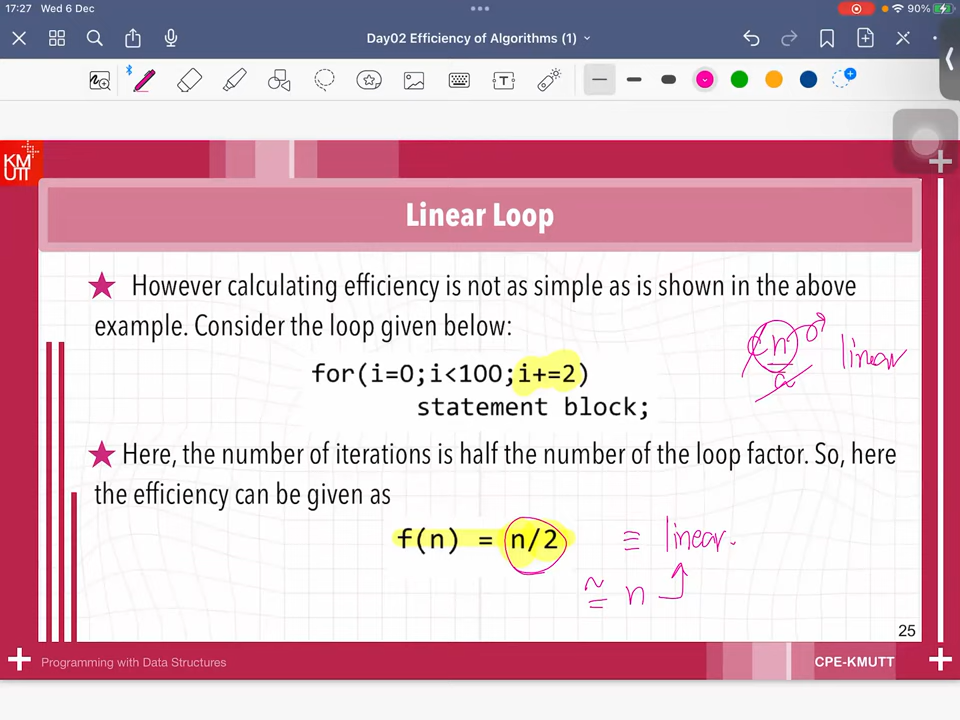 17:27 Wed 6 Dec
90%
Day02 Efficiency of Algorithms (1)
KM
UTT
Linear Loop
However calculating efficiency is not as simple as is shown in the above
example. Consider the loop given below:
for(i=0;i<100;i+=2)
statement block;
n
linear
Here, the number of iterations is half the number of the loop factor. So, here
the efficiency can be given as
f(n) = n/2
≡ linear.
≅ n
25
Programming with Data Structures
CPE-KMUTT